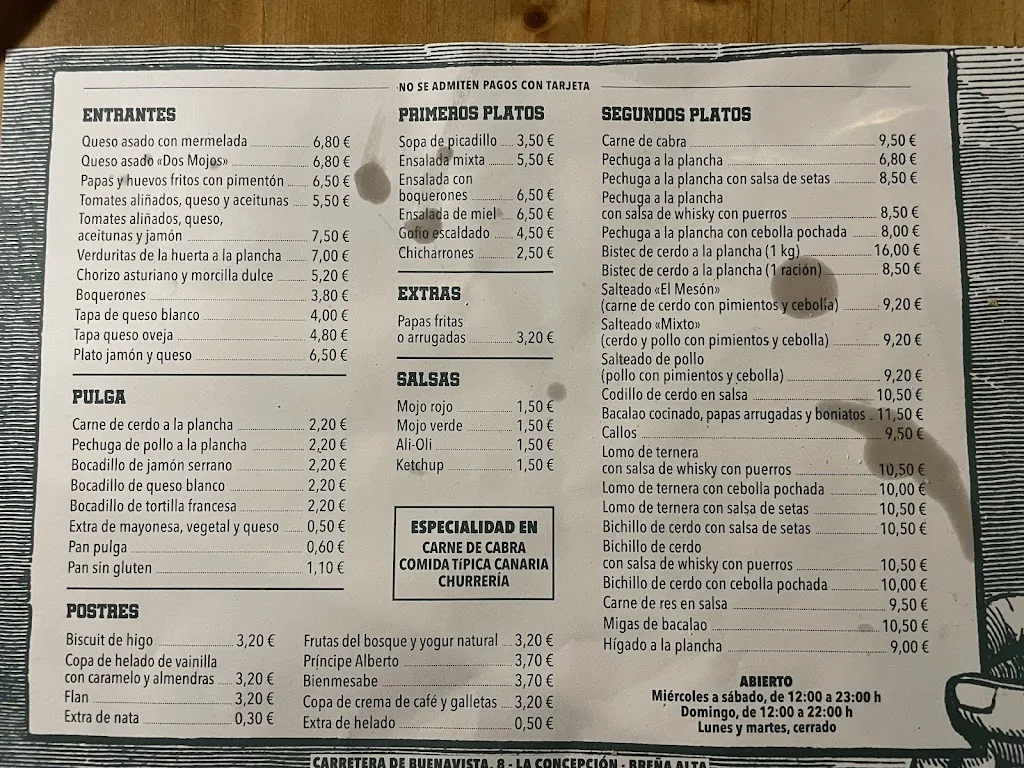 NO SE ADMITEN PAGOS CON TARJETA
ENTRANTES
Queso asado con mermelada 6,80 €
Queso asado «Dos Mojos» 6,80 €
Papas y huevos fritos con pimentón 6,50 €
Tomates aliñados, queso y aceitunas 5,50 €
Tomates aliñados, queso,
aceitunas y jamón 7,50 €
Verduritas de la huerta a la plancha 7,00 €
Chorizo asturiano y morcilla dulce 5,20 €
Boquerones 3,80 €
Tapa de queso blanco 4,00 €
Tapa queso oveja 4,80 €
Plato jamón y queso 6,50 €
PULGA
Carne de cerdo a la plancha 2,20 €
Pechuga de pollo a la plancha 2,20 €
Bocadillo de jamón serrano 2,20 €
Bocadillo de queso blanco 2,20 €
Bocadillo de tortilla francesa 2,20 €
Extra de mayonesa, vegetal y queso 0,50 €
Pan pulga 0,60 €
Pan sin gluten 1,10 €
PRIMEROS PLATOS
Sopa de picadillo 3,50 €
Ensalada mixta 5,50 €
Ensalada con
boquerones 6,50 €
Ensalada de miel 6,50 €
Gofio escaldado 4,50 €
Chicharrones 2,50 €
EXTRAS
Papas fritas
o arrugadas 3,20 €
SALSAS
Mojo rojo 1,50 €
Mojo verde 1,50 €
Ali-Oli 1,50 €
Ketchup 1,50 €
ESPECIALIDAD EN
CARNE DE CABRA
COMIDA TíPICA CANARIA
CHURRERÍA
POSTRES
Biscuit de higo 3,20 €
Copa de helado de vainilla
con caramelo y almendras 3,20 €
Flan 3,20 €
Extra de nata 0,30 €
Frutas del bosque y yogur natural 3,20 €
Príncipe Alberto 3,70 €
Bienmesabe 3,70 €
Copa de crema de café y galletas 3,20 €
Extra de helado 0,50 €
SEGUNDOS PLATOS
Carne de cabra 9,50 €
Pechuga a la plancha 6,80 €
Pechuga a la plancha con salsa de setas 8,50 €
Pechuga a la plancha
con salsa de whisky con puerros 8,50 €
Pechuga a la plancha con cebolla pochada 8,00 €
Bistec de cerdo a la plancha (1 kg) 16,00 €
Bistec de cerdo a la plancha (1 ración) 8,50 €
Salteado «El Mesón»
(carne de cerdo con pimientos y cebolla) 9,20 €
Salteado «Mixto»
(cerdo y pollo con pimientos y cebolla) 9,20 €
Salteado de pollo
(pollo con pimientos y cebolla) 9,20 €
Codillo de cerdo en salsa 10,50 €
Bacalao cocinado, papas arrugadas y boniatos 11,50 €
Callos 9,50 €
Lomo de ternera
con salsa de whisky con puerros 10,50 €
Lomo de ternera con cebolla pochada 10,00 €
Lomo de ternera con salsa de setas 10,50 €
Bichillo de cerdo con salsa de setas 10,50 €
Bichillo de cerdo
con salsa de whisky con puerros 10,50 €
Bichillo de cerdo con cebolla pochada 10,00 €
Carne de res en salsa 9,50 €
Migas de bacalao 10,50 €
Hígado a la plancha 9,00 €
ABIERTO
Miércoles a sábado, de 12:00 a 23:00 h
Domingo, de 12:00 a 22:00 h
Lunes y martes, cerrado
CARRETERA DE BUENAVISTA, 8 - LA CONCEPCIÓN - BREÑA ALTA